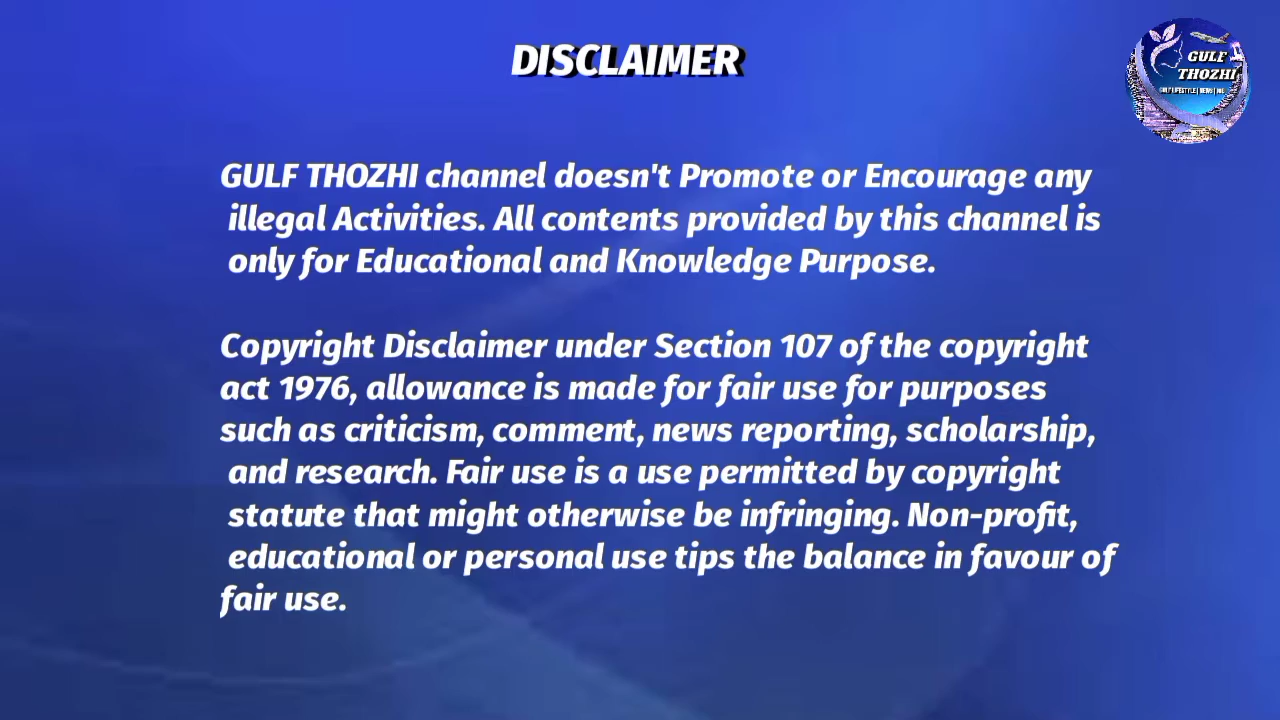 DISCLAIMER
GULF
THOZHI
GULF THOZHI channel doesn't Promote or Encourage any
illegal Activities. All contents provided by this channel is
only for Educational and Knowledge Purpose.
Copyright Disclaimer under Section 107 of the copyright
act 1976, allowance is made for fair use for purposes
such as criticism, comment, news reporting, scholarship,
and research. Fair use is a use permitted by copyright
statute that might otherwise be infringing. Non-profit,
educational or personal use tips the balance in favour of
fair use.